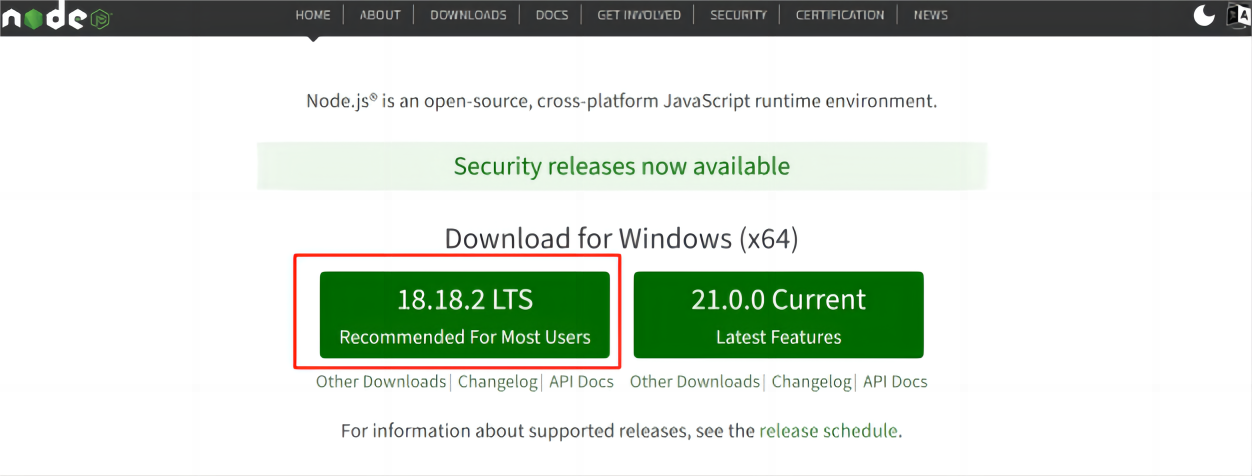 node
HOME ABOUT DOWNLOADS DOCS GET INVOLVED SECURITY CERTIFICATION NEWS
A
Node.js® is an open-source, cross-platform JavaScript runtime environment.
Security releases now available
Download for Windows (x64)
18.18.2 LTS
Recommended For Most Users
21.0.0 Current
Latest Features
Other Downloads | Changelog | API Docs Other Downloads | Changelog | API Docs
For information about supported releases, see the release schedule.